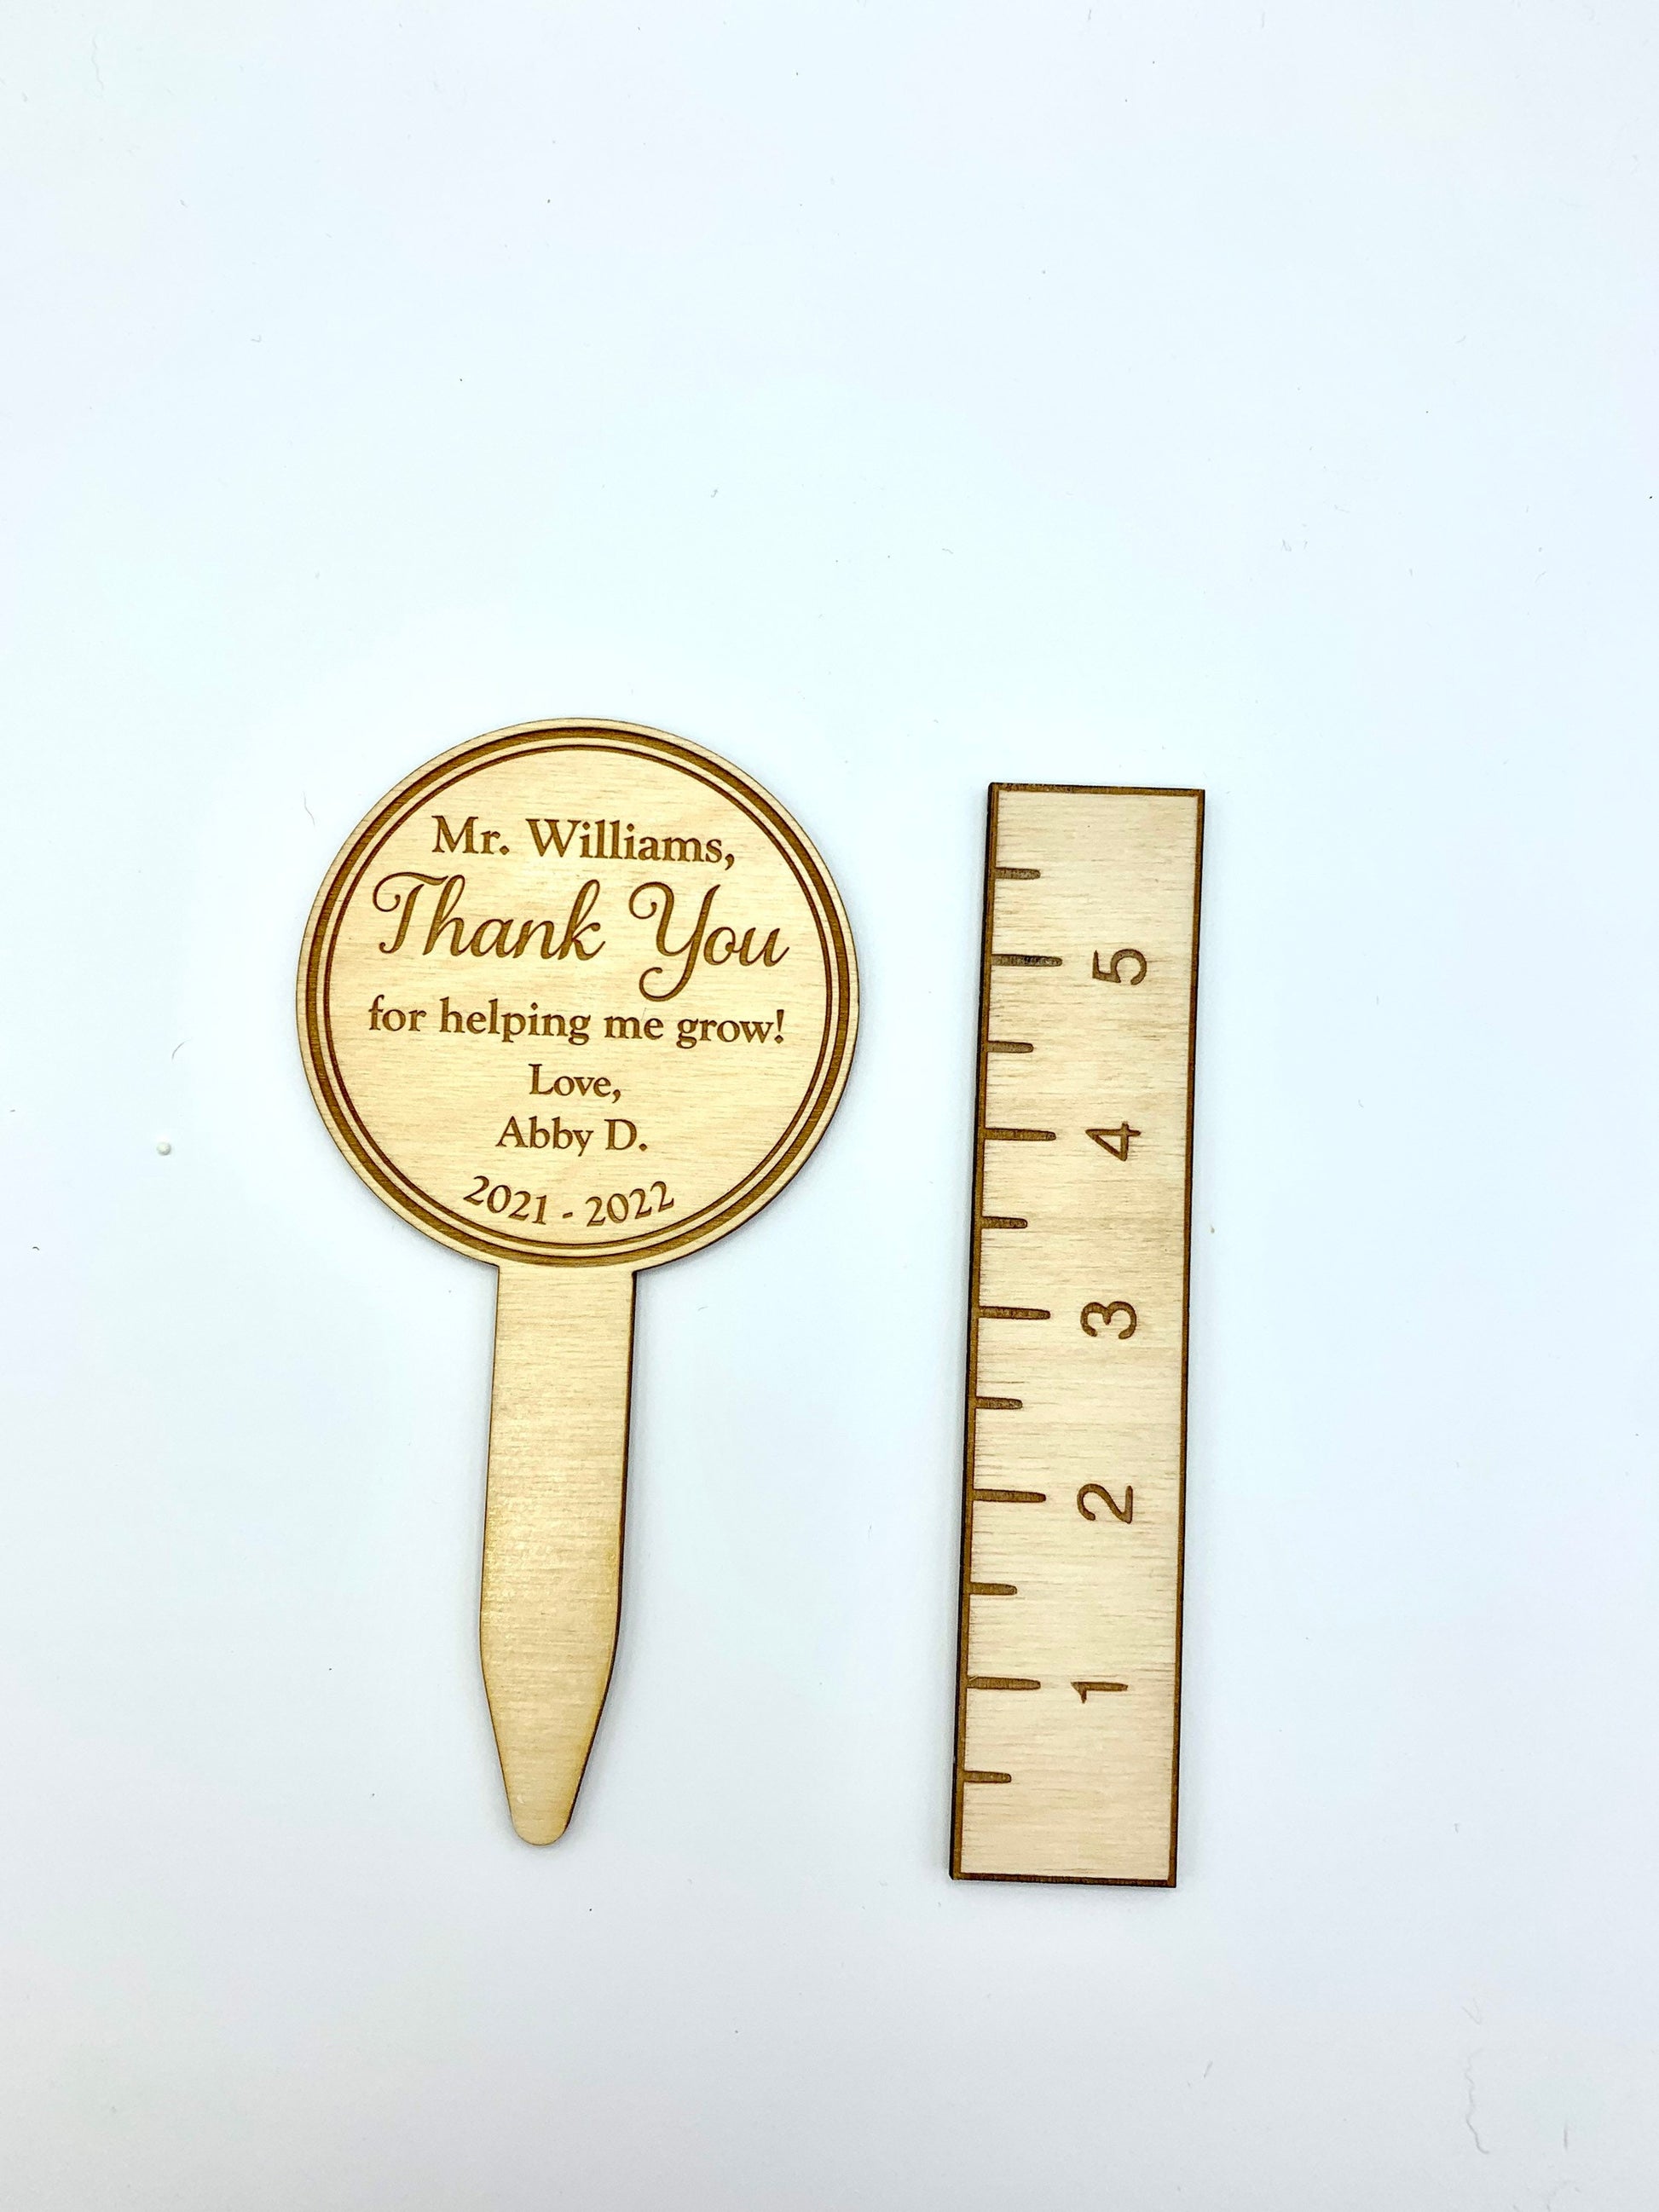 Mr. Williams,
Thank You
for helping me grow!
Love,
Abby D.
2021 - 2022
5
4
3
2
1